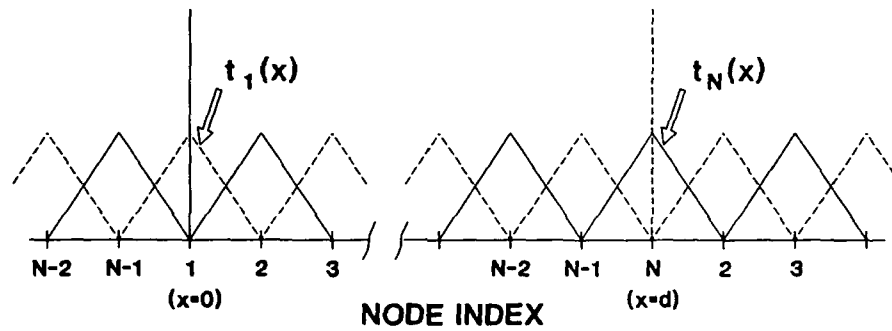 t₁(x)
t_N(x)
N-2 N-1 1 2 3 N-2 N-1 N 2 3
(x=0) (x=d)
NODE INDEX